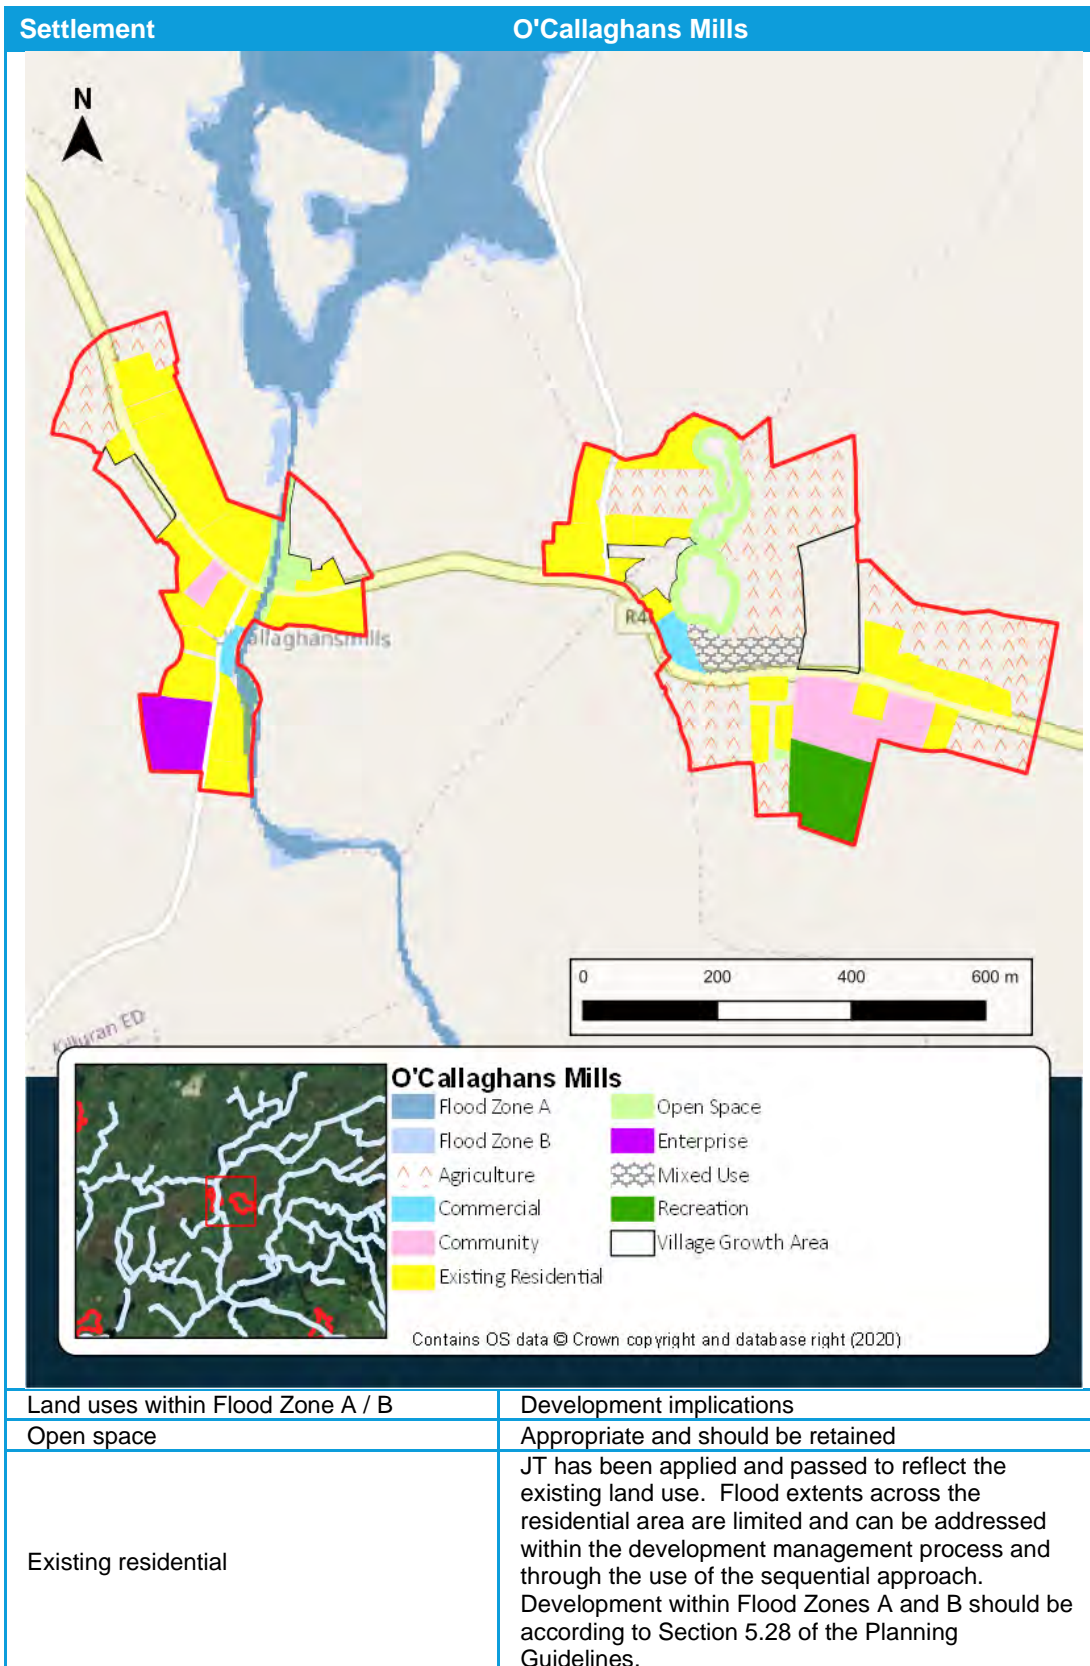 Settlement O'Callaghans Mills
N
R4
allaghansmills
0 200 400 600 m
Killuran ED
O'Callaghans Mills
Flood Zone A Open Space
Flood Zone B Enterprise
Agriculture Mixed Use
Commercial Recreation
Community Village Growth Area
Existing Residential
Contains OS data © Crown copyright and database right (2020)
Land uses within Flood Zone A / B Development implications
Open space Appropriate and should be retained
Existing residential
JT has been applied and passed to reflect the
existing land use. Flood extents across the
residential area are limited and can be addressed
within the development management process and
through the use of the sequential approach.
Development within Flood Zones A and B should be
according to Section 5.28 of the Planning
Guidelines.